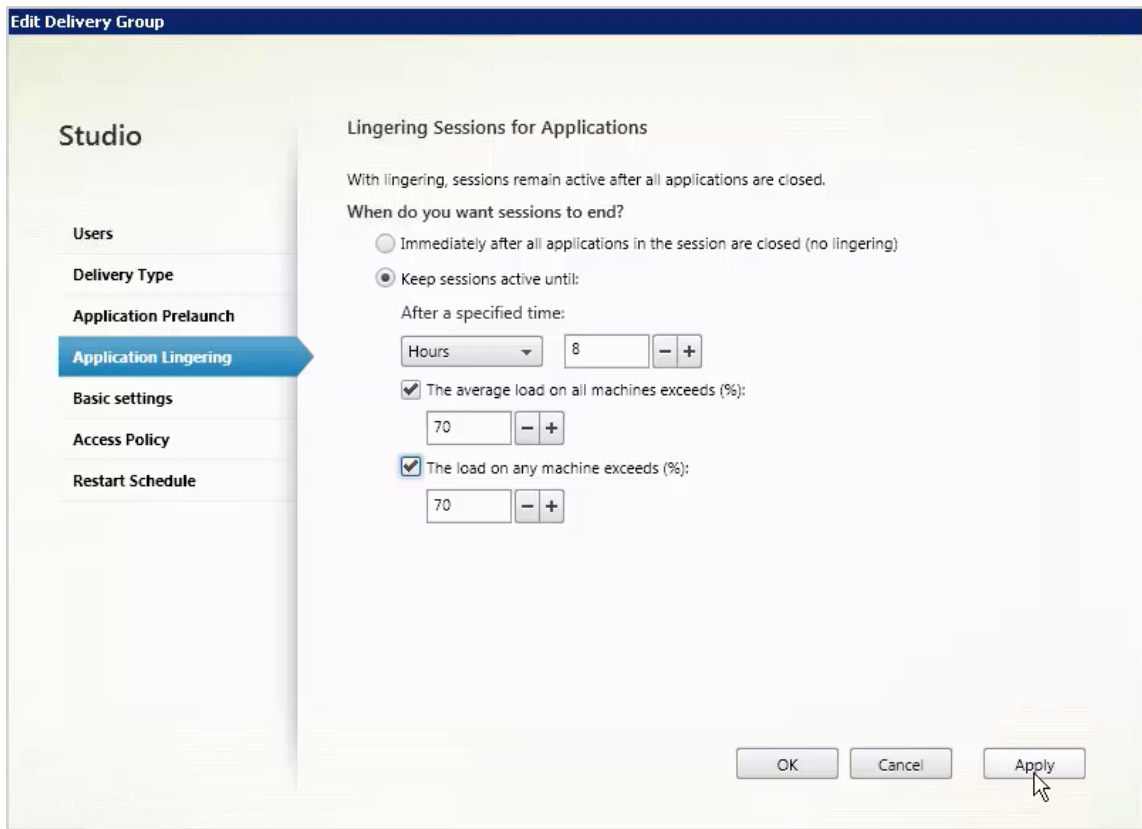 Edit Delivery Group
Studio
Users
Delivery Type
Application Prelaunch
Application Lingering
Basic settings
Access Policy
Restart Schedule
Lingering Sessions for Applications
With lingering, sessions remain active after all applications are closed.
When do you want sessions to end?
Immediately after all applications in the session are closed (no lingering)
Keep sessions active until:
After a specified time:
Hours 8 − +
The average load on all machines exceeds (%):
70 − +
The load on any machine exceeds (%):
70 − +
OK Cancel Apply